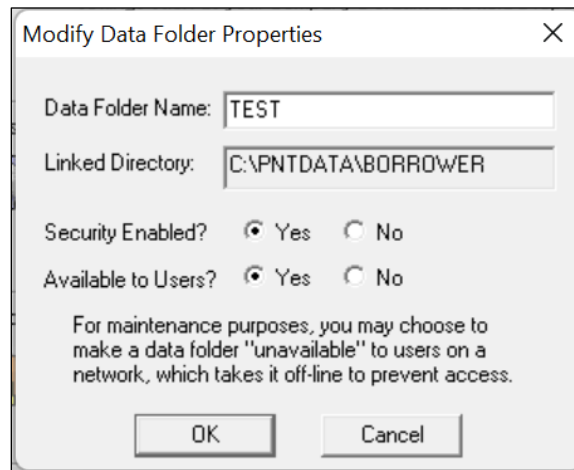 Modify Data Folder Properties
Data Folder Name: TEST
Linked Directory: C:\PNTDATA\BORROWER
Security Enabled? Yes No
Available to Users? Yes No
For maintenance purposes, you may choose to
make a data folder "unavailable" to users on a
network, which takes it off-line to prevent access.
OK Cancel